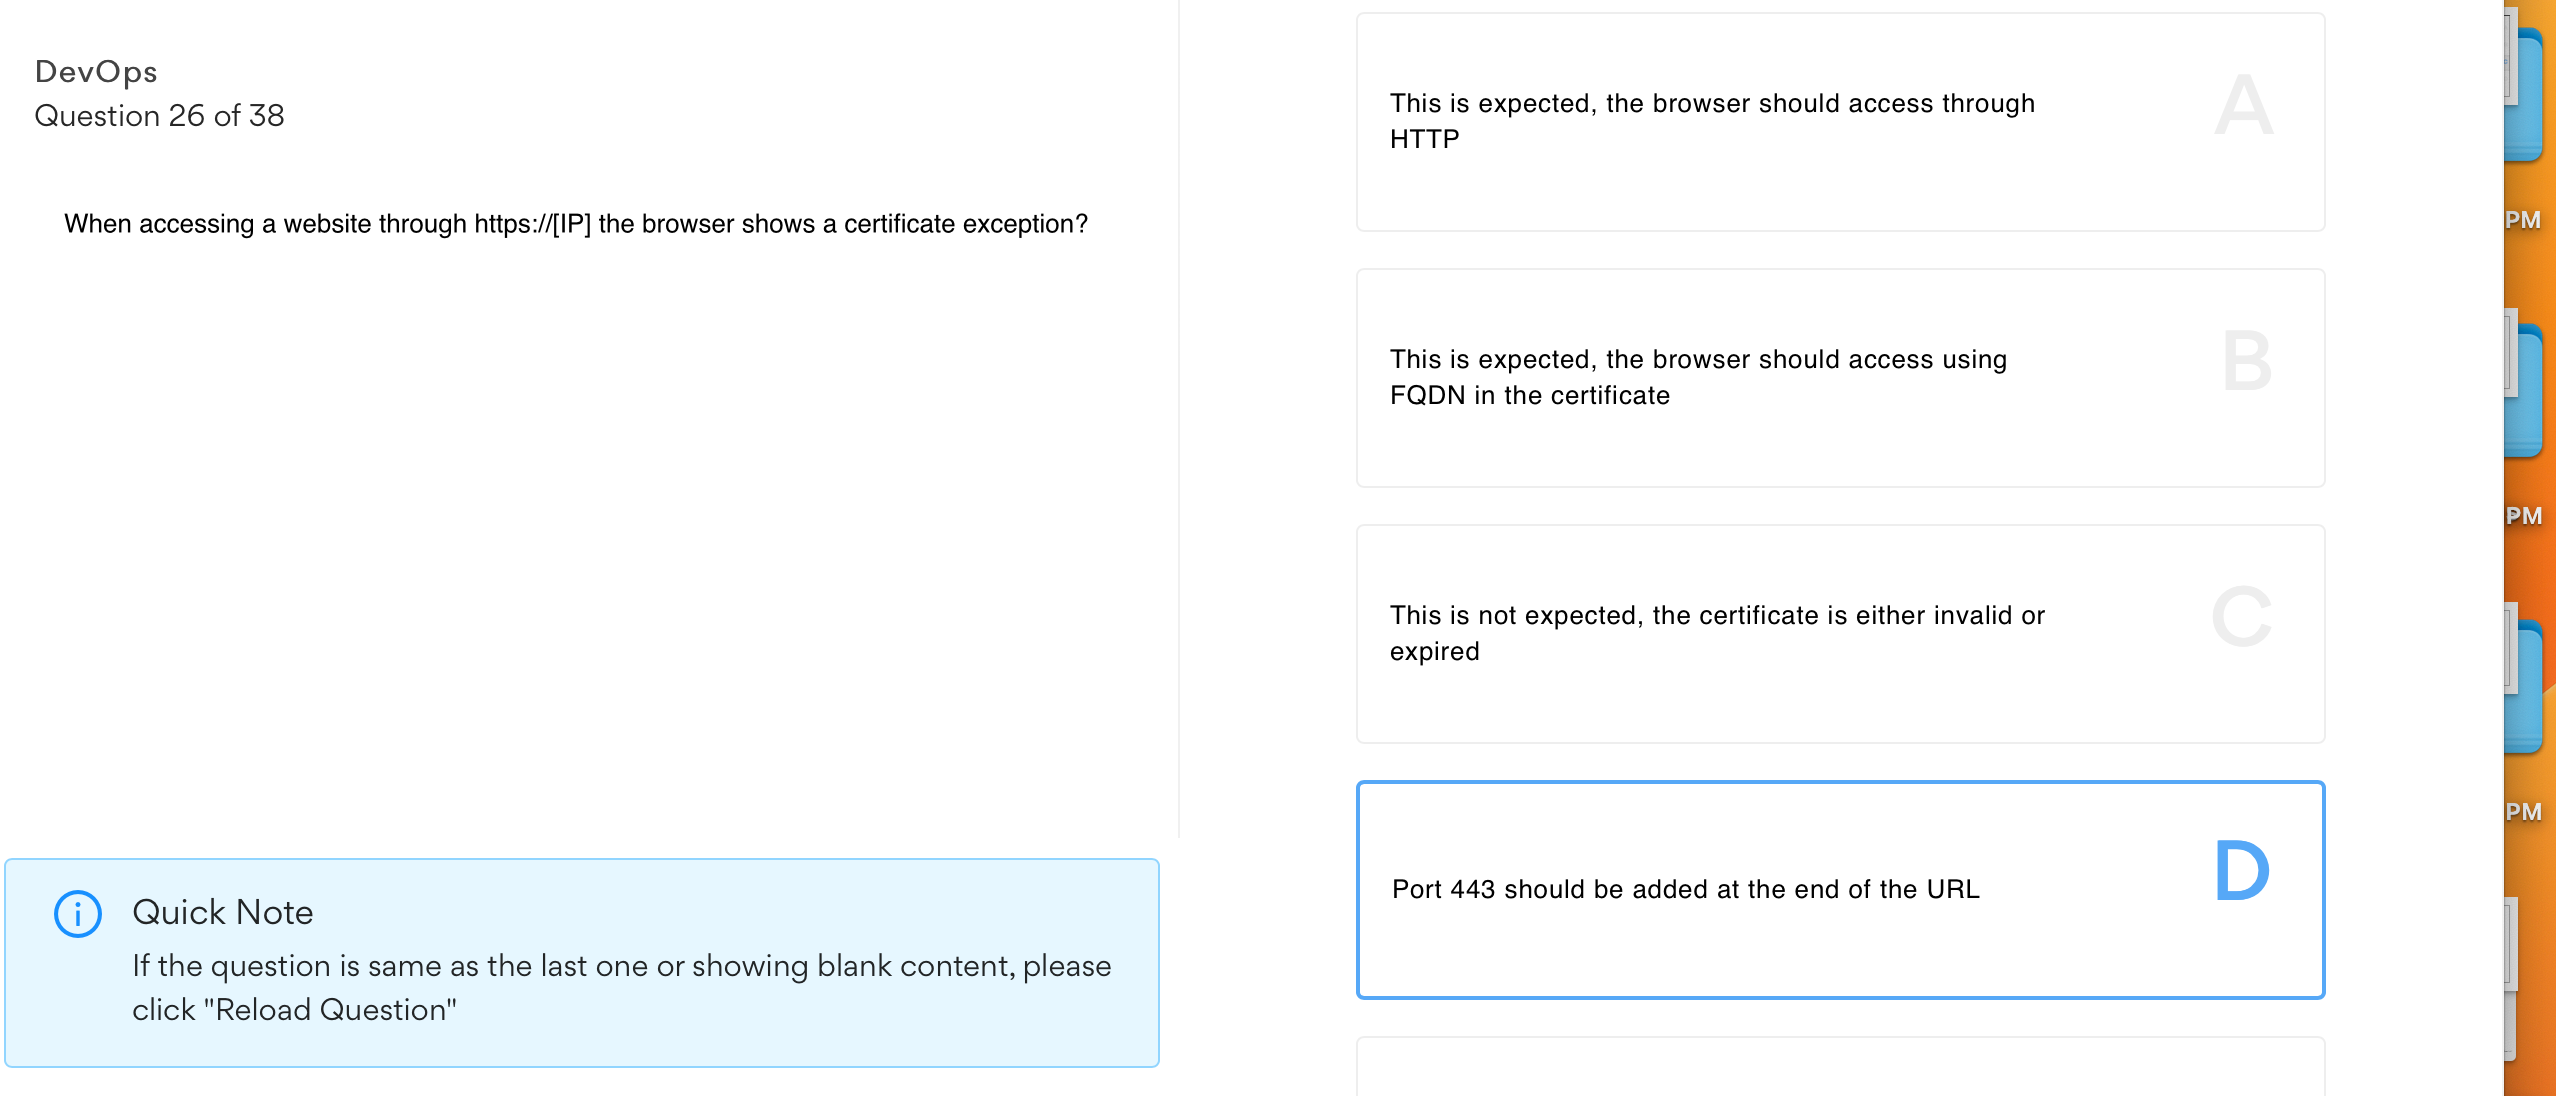 DevOps
Question 26 of 38
When accessing a website through https://[IP] the browser shows a certificate exception?
Quick Note
If the question is same as the last one or showing blank content, please
click "Reload Question"
This is expected, the browser should access through
HTTP
A
This is expected, the browser should access using
FQDN in the certificate
B
This is not expected, the certificate is either invalid or
expired
C
Port 443 should be added at the end of the URL
D
PM
PM
PM